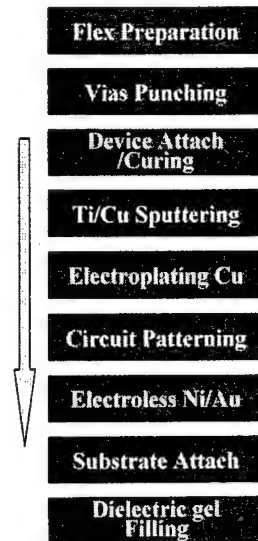 Flex Preparation
Vias Punching
Device Attach
/Curing
Ti/Cu Sputtering
Electroplating Cu
Circuit Patterning
Electroless Ni/Au
Substrate Attach
Dielectric gel
Filling